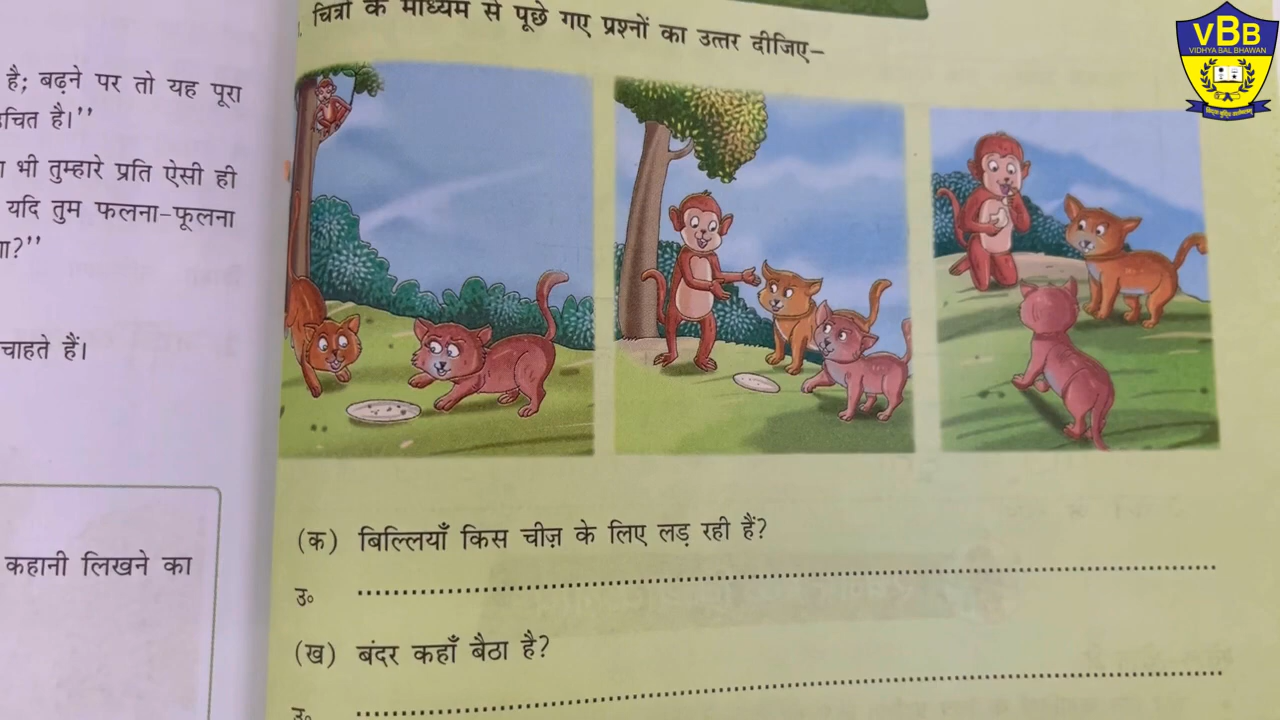 चित्रों के माध्यम से पूछे गए प्रश्नों का उत्तर दीजिए–
है; बढ़ने पर तो यह पूरा
चित है।”
भी तुम्हारे प्रति ऐसी ही
यदि तुम फलना-फूलना
चाहते हैं।
कहानी लिखने का
(क) बिल्लियाँ किस चीज़ के लिए लड़ रही हैं?
उ॰
(ख) बंदर कहाँ बैठा है?
उ॰
VBB
VIDHYA BAL BHAWAN